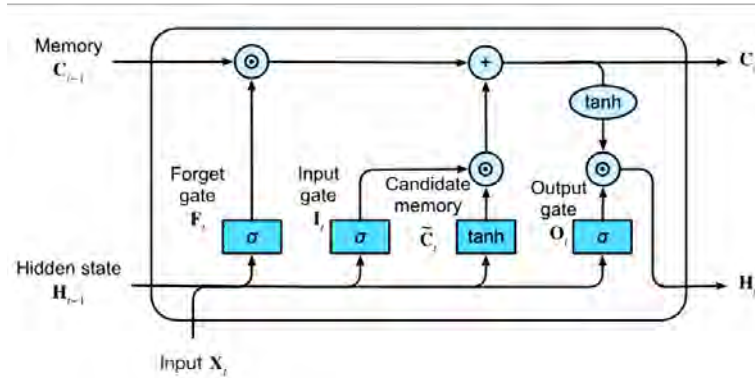 Memory
C_{t-1}
C_t
tanh
Forget gate
F_t
Input gate
I_t
Candidate memory
C̃_t
Output gate
O_t
σ
σ
tanh
σ
Hidden state
H_{t-1}
H_t
Input X_t